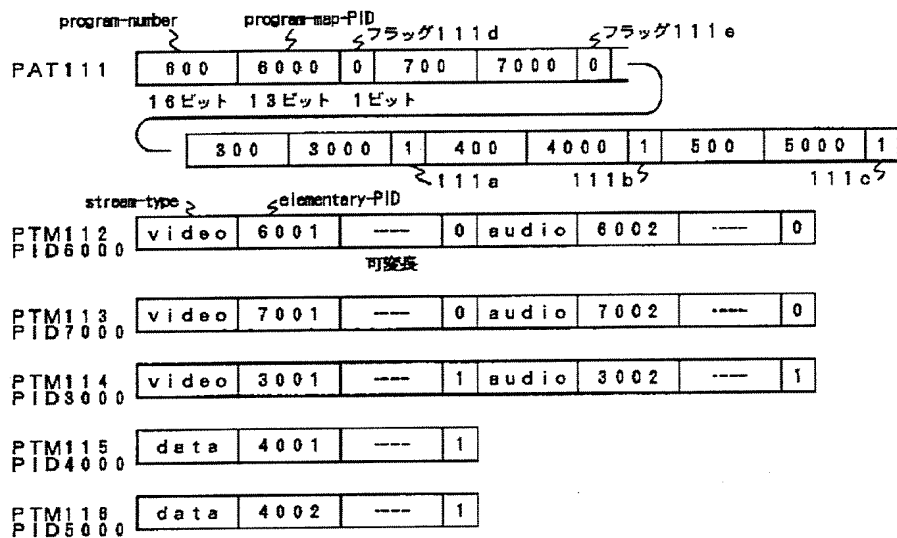 program-number program-map-PID フラッグ111d フラッグ111e
PAT111 600 6000 0 700 7000 0
16ビット 13ビット 1ビット
300 3000 1 400 4000 1 500 5000 1
111a 111b 111c
stream-type elementary-PID
PTM112 video 6001 ---- 0 audio 6002 ---- 0
PID6000
可変長
PTM113 video 7001 ---- 0 audio 7002 ---- 0
PID7000
PTM114 video 3001 ---- 1 audio 3002 ---- 1
PID3000
PTM115 data 4001 ---- 1
PID4000
PTM116 data 4002 ---- 1
PID5000